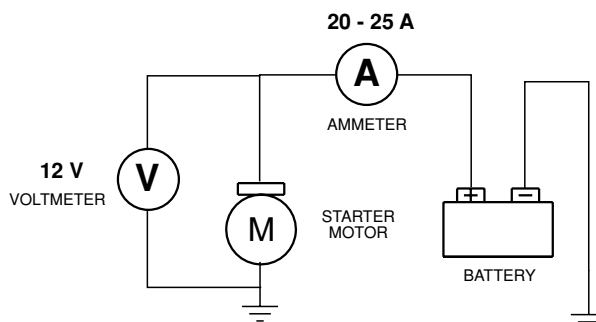 20 - 25 A
A
AMMETER
12 V
VOLTMETER
V
M
STARTER
MOTOR
+
−
BATTERY